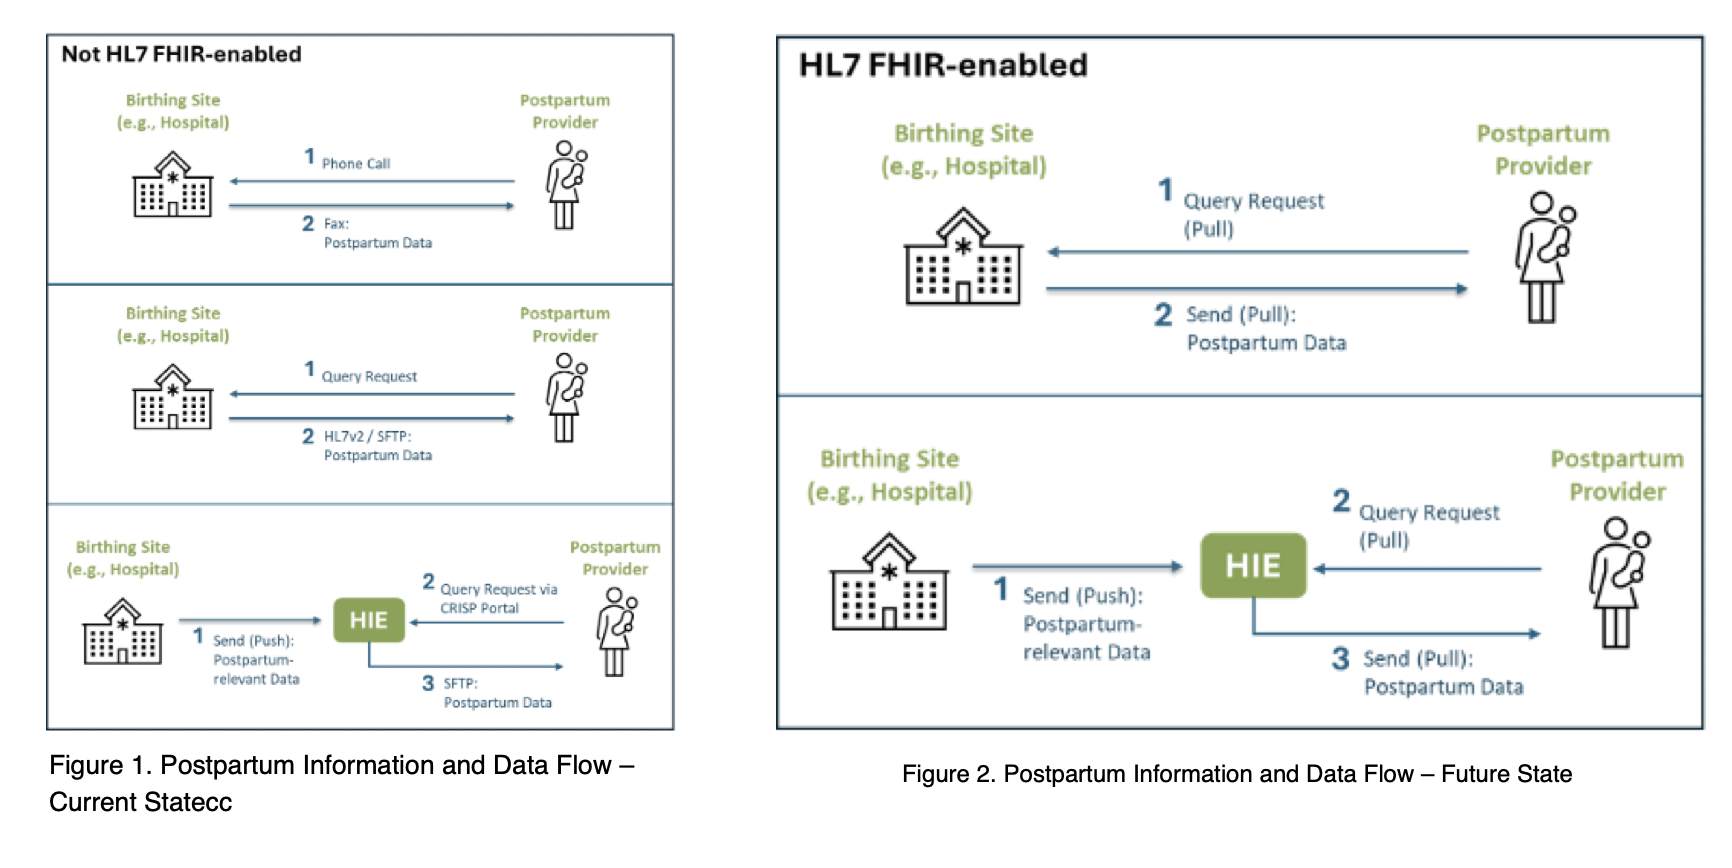 Not HL7 FHIR-enabled
Birthing Site
(e.g., Hospital)
Postpartum
Provider
1 Phone Call
2 Fax:
Postpartum Data
Birthing Site
(e.g., Hospital)
Postpartum
Provider
1 Query Request
2 HL7v2 / SFTP:
Postpartum Data
Birthing Site
(e.g., Hospital)
Postpartum
Provider
HIE
1 Send (Push):
Postpartum-
relevant Data
2 Query Request via
CRISP Portal
3 SFTP:
Postpartum Data
Figure 1. Postpartum Information and Data Flow –
Current Statecc
HL7 FHIR-enabled
Birthing Site
(e.g., Hospital)
Postpartum
Provider
1 Query Request
(Pull)
2 Send (Pull):
Postpartum Data
Birthing Site
(e.g., Hospital)
Postpartum
Provider
HIE
1 Send (Push):
Postpartum-
relevant Data
2 Query Request
(Pull)
3 Send (Pull):
Postpartum Data
Figure 2. Postpartum Information and Data Flow – Future State